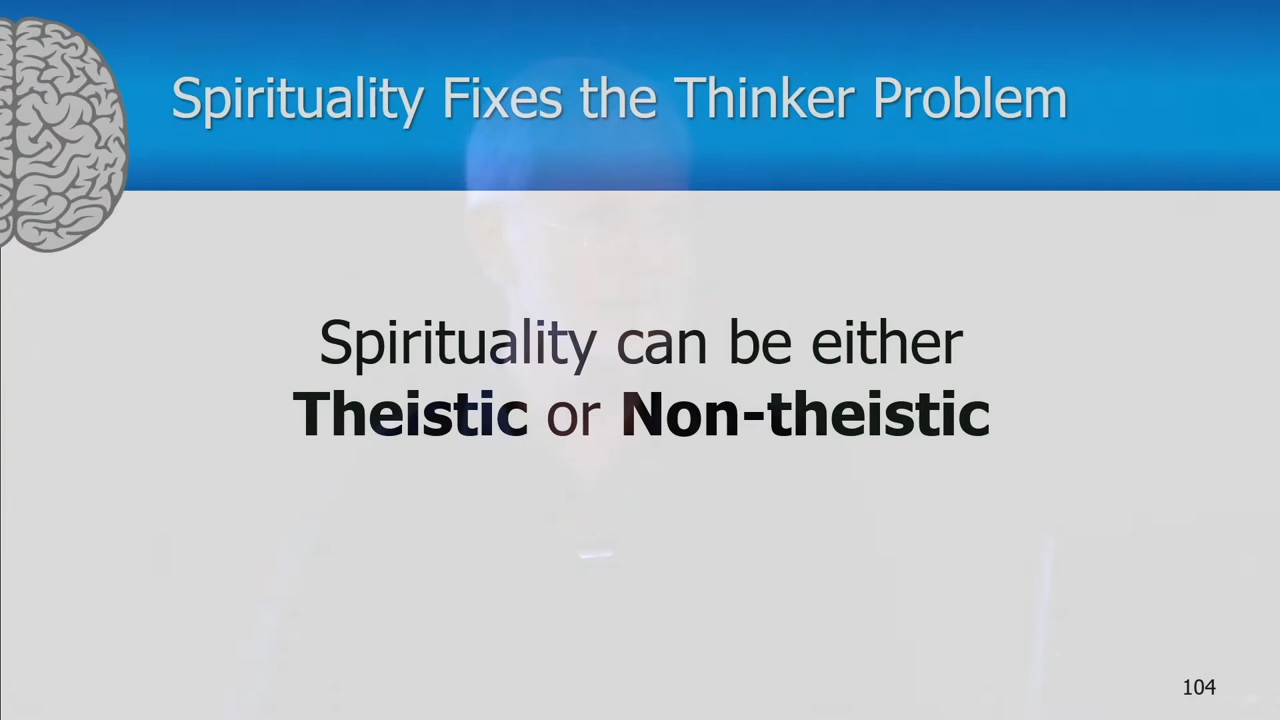 Spirituality Fixes the Thinker Problem
Spirituality can be either
Theistic or Non-theistic
104